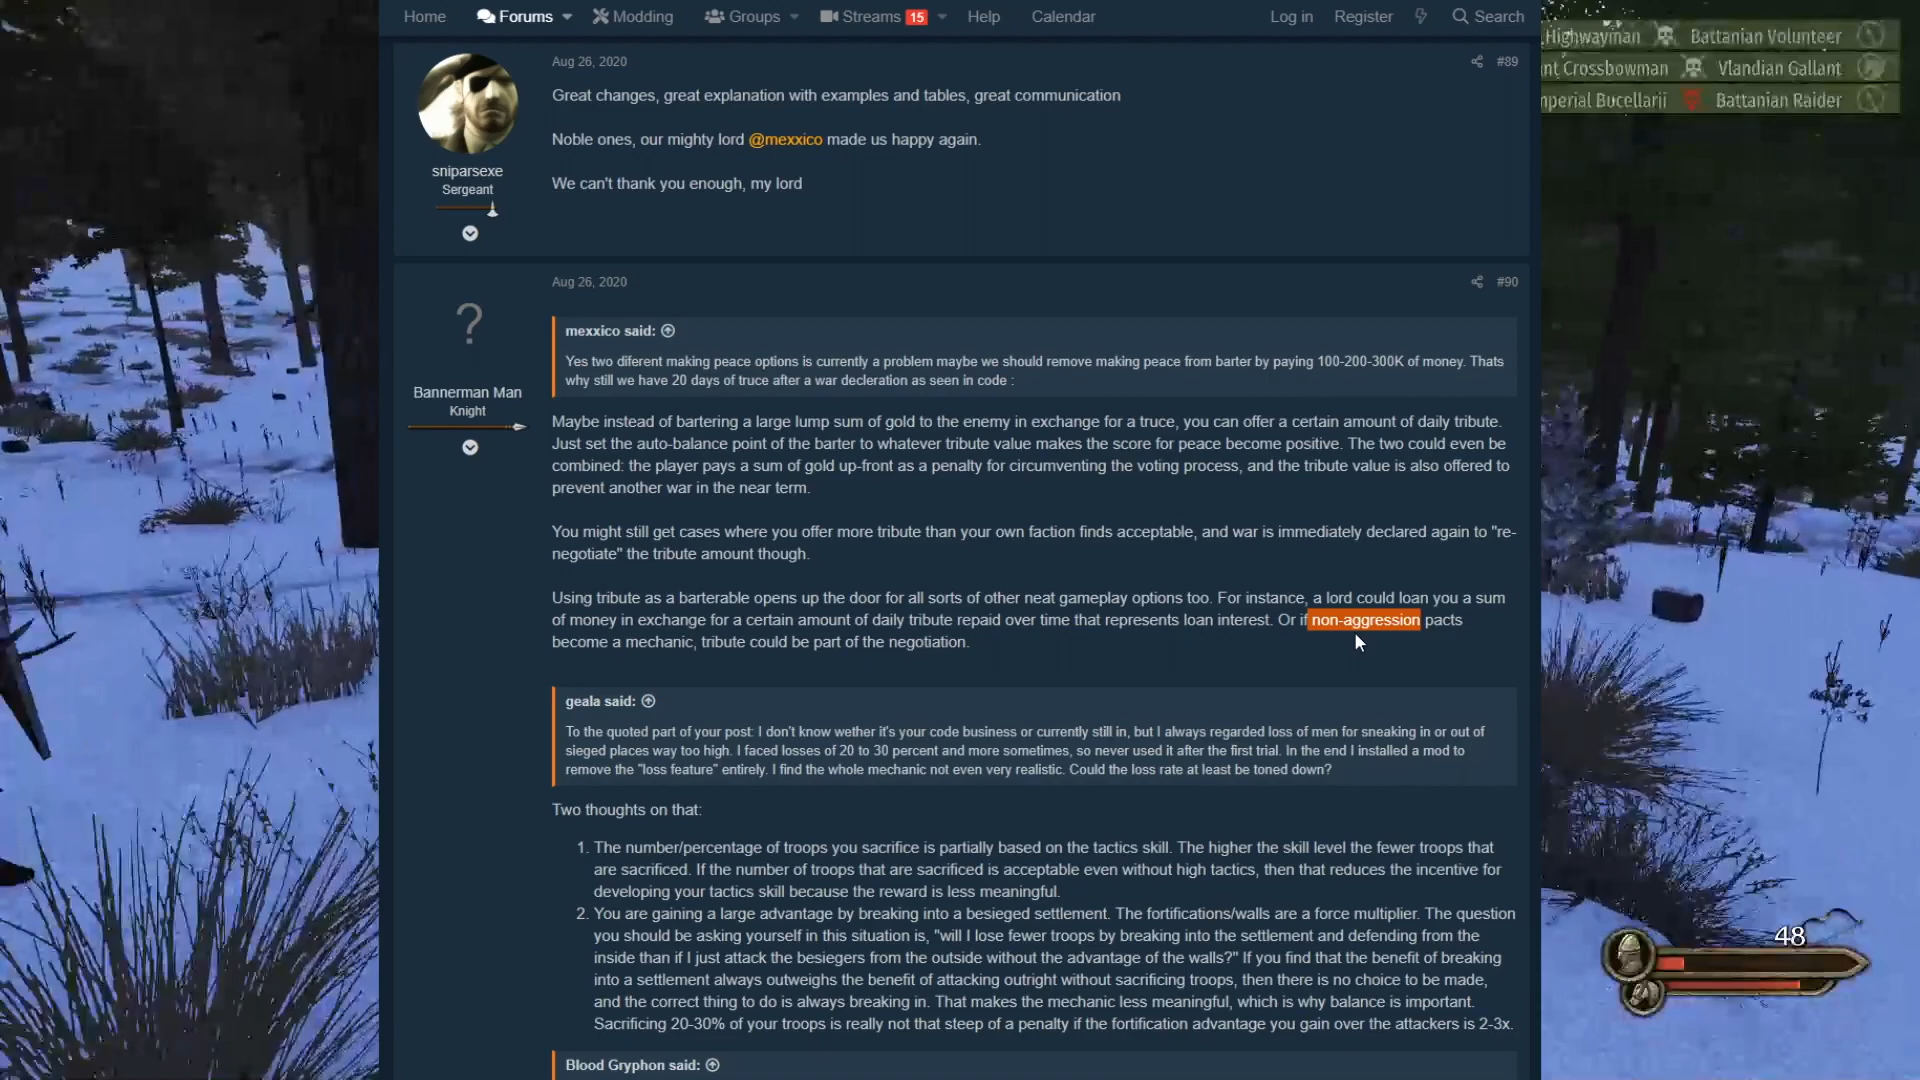 Home Forums Modding Groups Streams 15 Help Calendar Log in Register Search
Highwayman Battanian Volunteer
nt Crossbowman Vlandian Gallant
mperial Bucellarii Battanian Raider
sniparsexe
Sergeant
Aug 26, 2020 #89
Great changes, great explanation with examples and tables, great communication
Noble ones, our mighty lord @mexxico made us happy again.
We can't thank you enough, my lord
?
Bannerman Man
Knight
Aug 26, 2020 #90
mexxico said:
Yes two diferent making peace options is currently a problem maybe we should remove making peace from barter by paying 100-200-300K of money. Thats
why still we have 20 days of truce after a war decleration as seen in code :
Maybe instead of bartering a large lump sum of gold to the enemy in exchange for a truce, you can offer a certain amount of daily tribute.
Just set the auto-balance point of the barter to whatever tribute value makes the score for peace become positive. The two could even be
combined: the player pays a sum of gold up-front as a penalty for circumventing the voting process, and the tribute value is also offered to
prevent another war in the near term.
You might still get cases where you offer more tribute than your own faction finds acceptable, and war is immediately declared again to "re-
negotiate" the tribute amount though.
Using tribute as a barterable opens up the door for all sorts of other neat gameplay options too. For instance, a lord could loan you a sum
of money in exchange for a certain amount of daily tribute repaid over time that represents loan interest. Or if non-aggression pacts
become a mechanic, tribute could be part of the negotiation.
geala said:
To the quoted part of your post: I don't know wether it's your code business or currently still in, but I always regarded loss of men for sneaking in or out of
sieged places way too high. I faced losses of 20 to 30 percent and more sometimes, so never used it after the first trial. In the end I installed a mod to
remove the "loss feature" entirely. I find the whole mechanic not even very realistic. Could the loss rate at least be toned down?
Two thoughts on that:
1. The number/percentage of troops you sacrifice is partially based on the tactics skill. The higher the skill level the fewer troops that
are sacrificed. If the number of troops that are sacrificed is acceptable even without high tactics, then that reduces the incentive for
developing your tactics skill because the reward is less meaningful.
2. You are gaining a large advantage by breaking into a besieged settlement. The fortifications/walls are a force multiplier. The question
you should be asking yourself in this situation is, "will I lose fewer troops by breaking into the settlement and defending from the
inside than if I just attack the besiegers from the outside without the advantage of the walls?" If you find that the benefit of breaking
into a settlement always outweighs the benefit of attacking outright without sacrificing troops, then there is no choice to be made,
and the correct thing to do is always breaking in. That makes the mechanic less meaningful, which is why balance is important.
Sacrificing 20-30% of your troops is really not that steep of a penalty if the fortification advantage you gain over the attackers is 2-3x.
Blood Gryphon said:
48